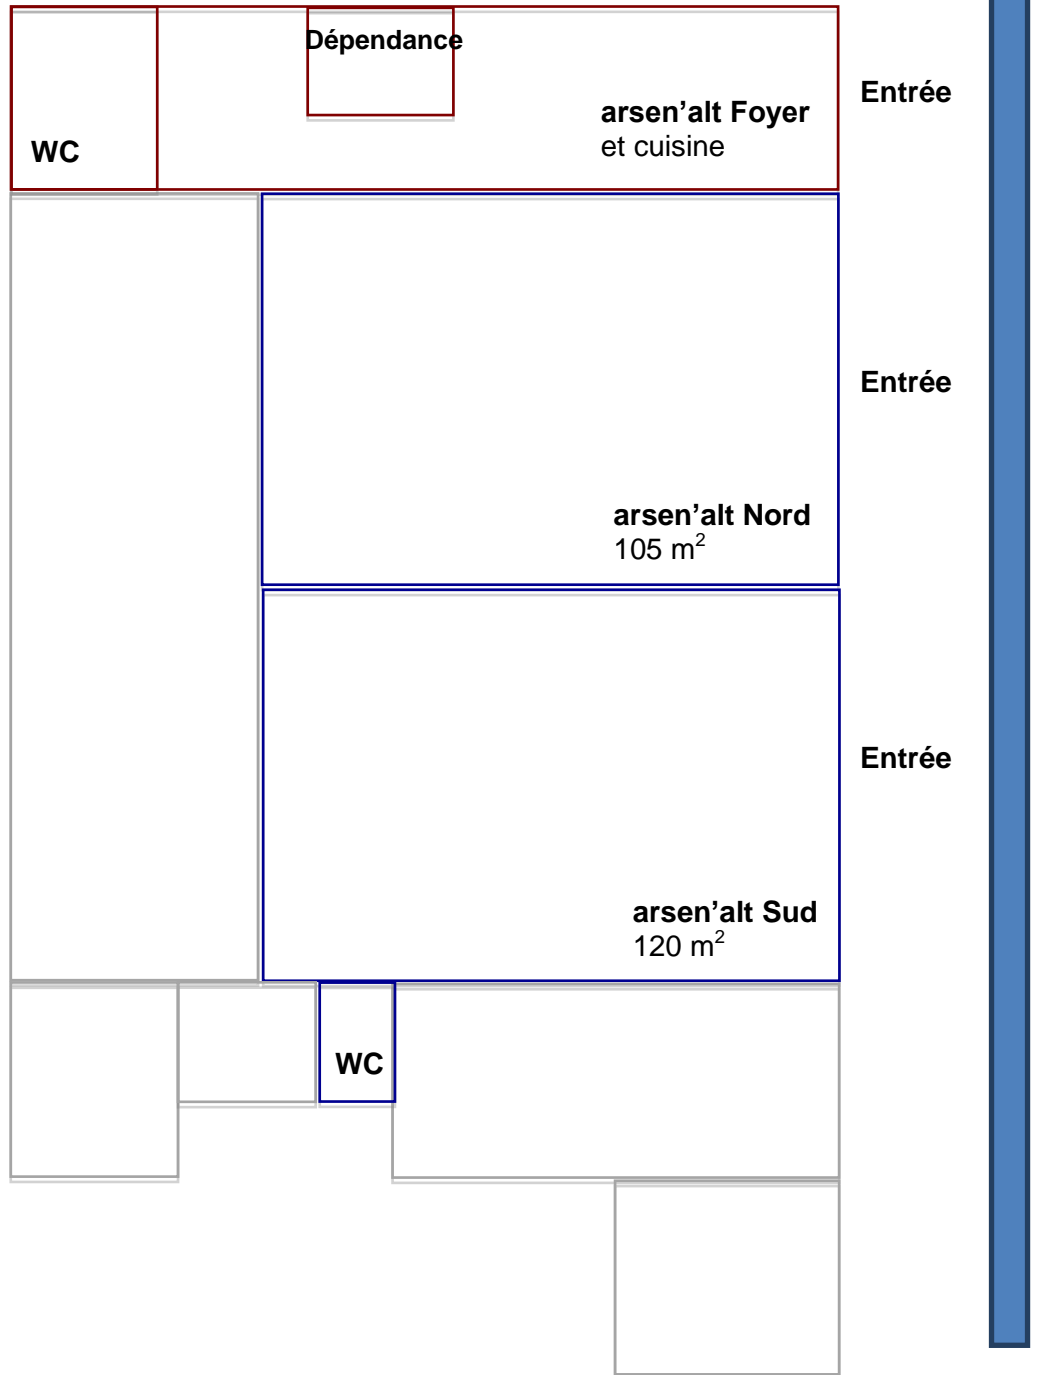 Dépendance
arsen’alt Foyer
et cuisine
Entrée
WC
Entrée
arsen’alt Nord
105 m²
Entrée
arsen’alt Sud
120 m²
WC